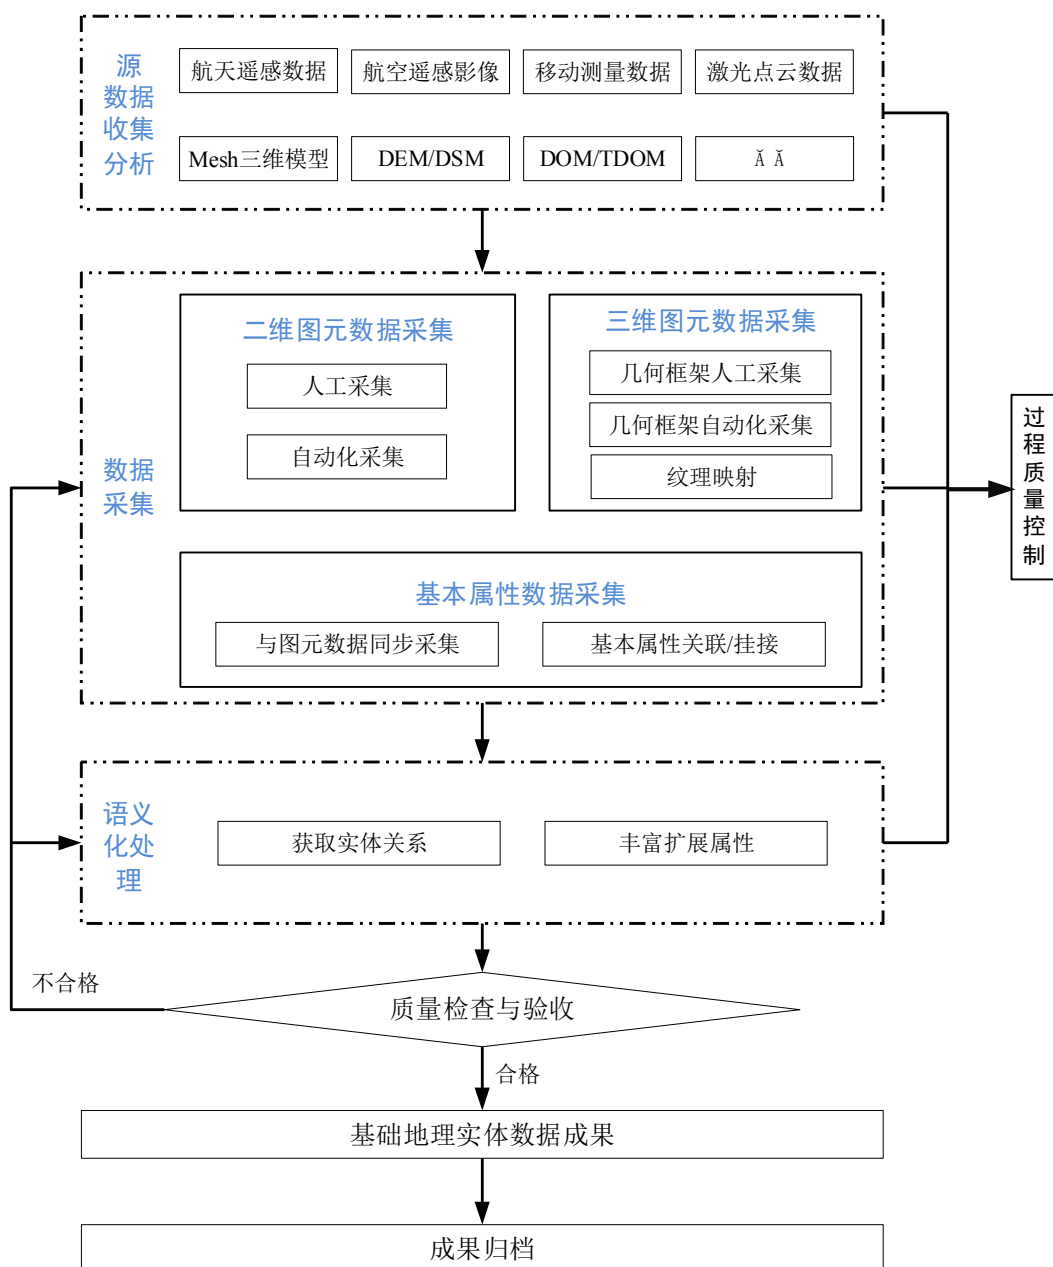 源
数据
收集
分析
航天遥感数据
航空遥感影像
移动测量数据
激光点云数据
Mesh三维模型
DEM/DSM
DOM/TDOM
Ă Ă
数据
采集
二维图元数据采集
人工采集
自动化采集
三维图元数据采集
几何框架人工采集
几何框架自动化采集
纹理映射
基本属性数据采集
与图元数据同步采集
基本属性关联/挂接
过
程
质
量
控
制
语义
化处
理
获取实体关系
丰富扩展属性
不合格
质量检查与验收
合格
基础地理实体数据成果
成果归档